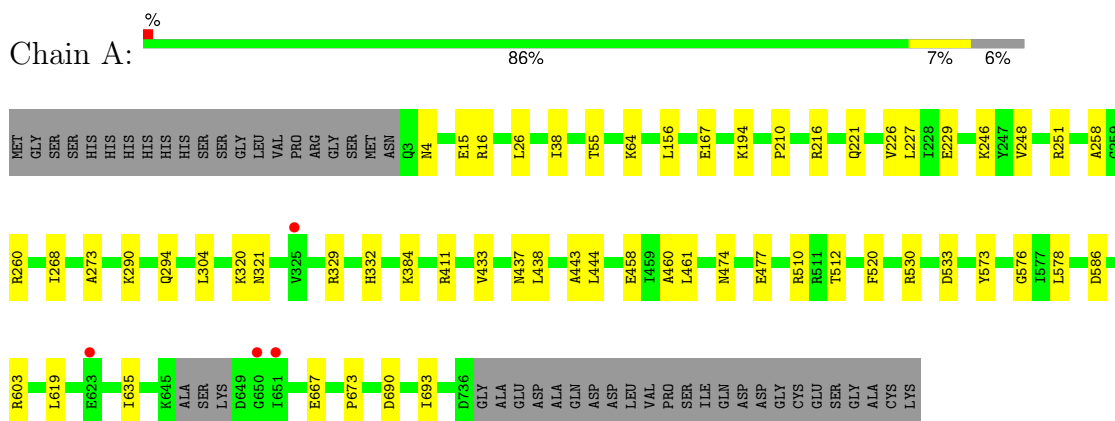 %
Chain A:
86% 7% 6%
MET GLY SER SER HIS HIS HIS HIS HIS HIS SER SER GLY LEU VAL PRO ARG GLY SER MET ASN Q3 N4 E15 R16 L26 I38 T55 K64 L156 E167 K194 P210 R216 Q221 V226 L227 I228 E229 K246 Y247 V248 R251 A258 G259
R260 I268 A273 K290 Q294 L304 K320 N321 V325 R329 H332 K384 R411 V433 N437 L438 A443 L444 E458 I459 A460 L461 N474 E477 R510 R511 T512 F520 R530 D533 Y573 G576 I577 L578 D586
R603 L619 E623 I635 K645 ALA SER LYS D649 G650 I651 E667 P673 D690 I693 D736 GLY ALA GLU ASP ASP ALA GLN ASP ASP LEU VAL PRO SER ILE GLN ASP ASP GLY CYS GLU SER GLY ALA CYS LYS